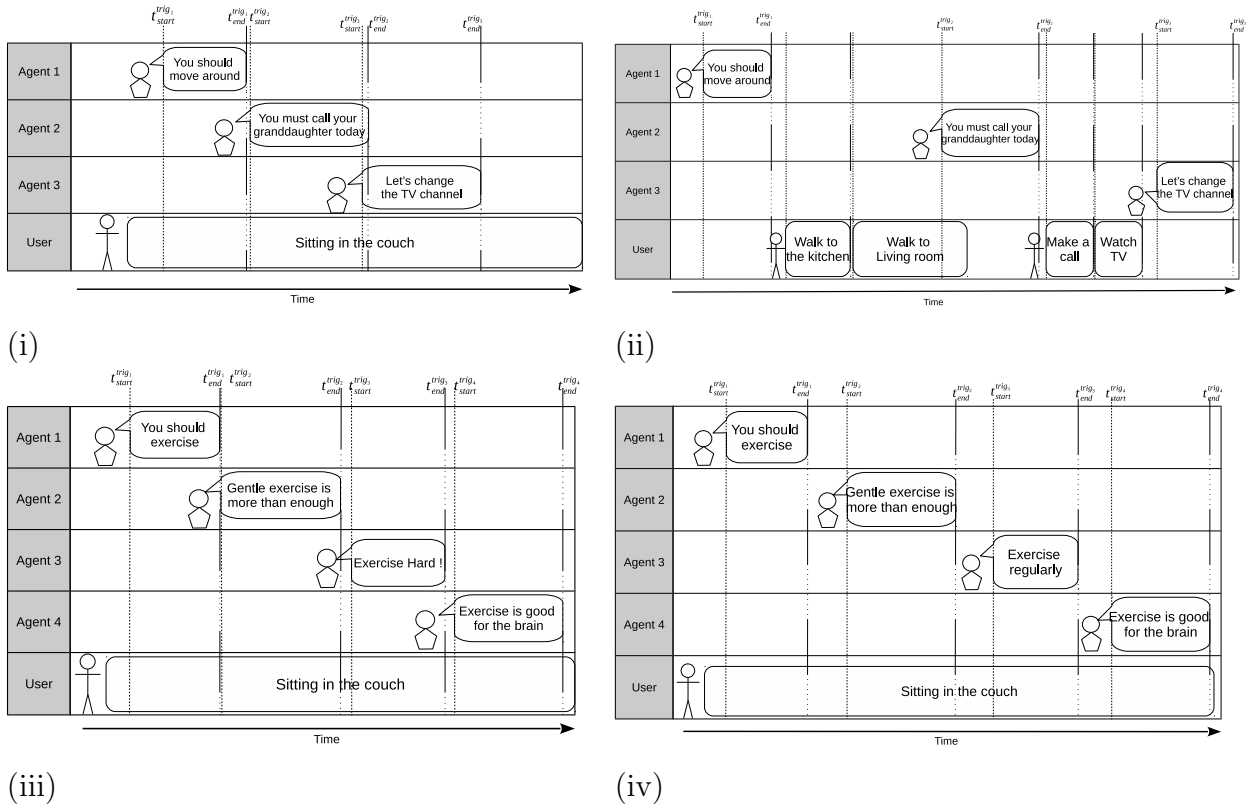 t_start^trig₁ t_end^trig₁ t_start^trig₂ t_start^trig₃ t_end^trig₂ t_end^trig₃
Agent 1
You should
move around
Agent 2
You must call your
granddaughter today
Agent 3
Let's change
the TV channel
User
Sitting in the couch
Time
(i)
t_start^trig₁ t_end^trig₁ t_start^trig₂ t_end^trig₂ t_start^trig₃ t_end^trig₃
Agent 1
You should
move around
Agent 2
You must call your
granddaughter today
Agent 3
Let's change
the TV channel
User
Walk to
the kitchen
Walk to
Living room
Make a
call
Watch
TV
Time
(ii)
t_start^trig₁ t_end^trig₁ t_start^trig₂ t_end^trig₂ t_start^trig₃ t_end^trig₃ t_start^trig₄ t_end^trig₄
Agent 1
You should
exercise
Agent 2
Gentle exercise is
more than enough
Agent 3
Exercise Hard !
Agent 4
Exercise is good
for the brain
User
Sitting in the couch
Time
(iii)
t_start^trig₁ t_end^trig₁ t_start^trig₂ t_end^trig₂ t_start^trig₃ t_end^trig₃ t_start^trig₄ t_end^trig₄
Agent 1
You should
exercise
Agent 2
Gentle exercise is
more than enough
Agent 3
Exercise
regularly
Agent 4
Exercise is good
for the brain
User
Sitting in the couch
Time
(iv)